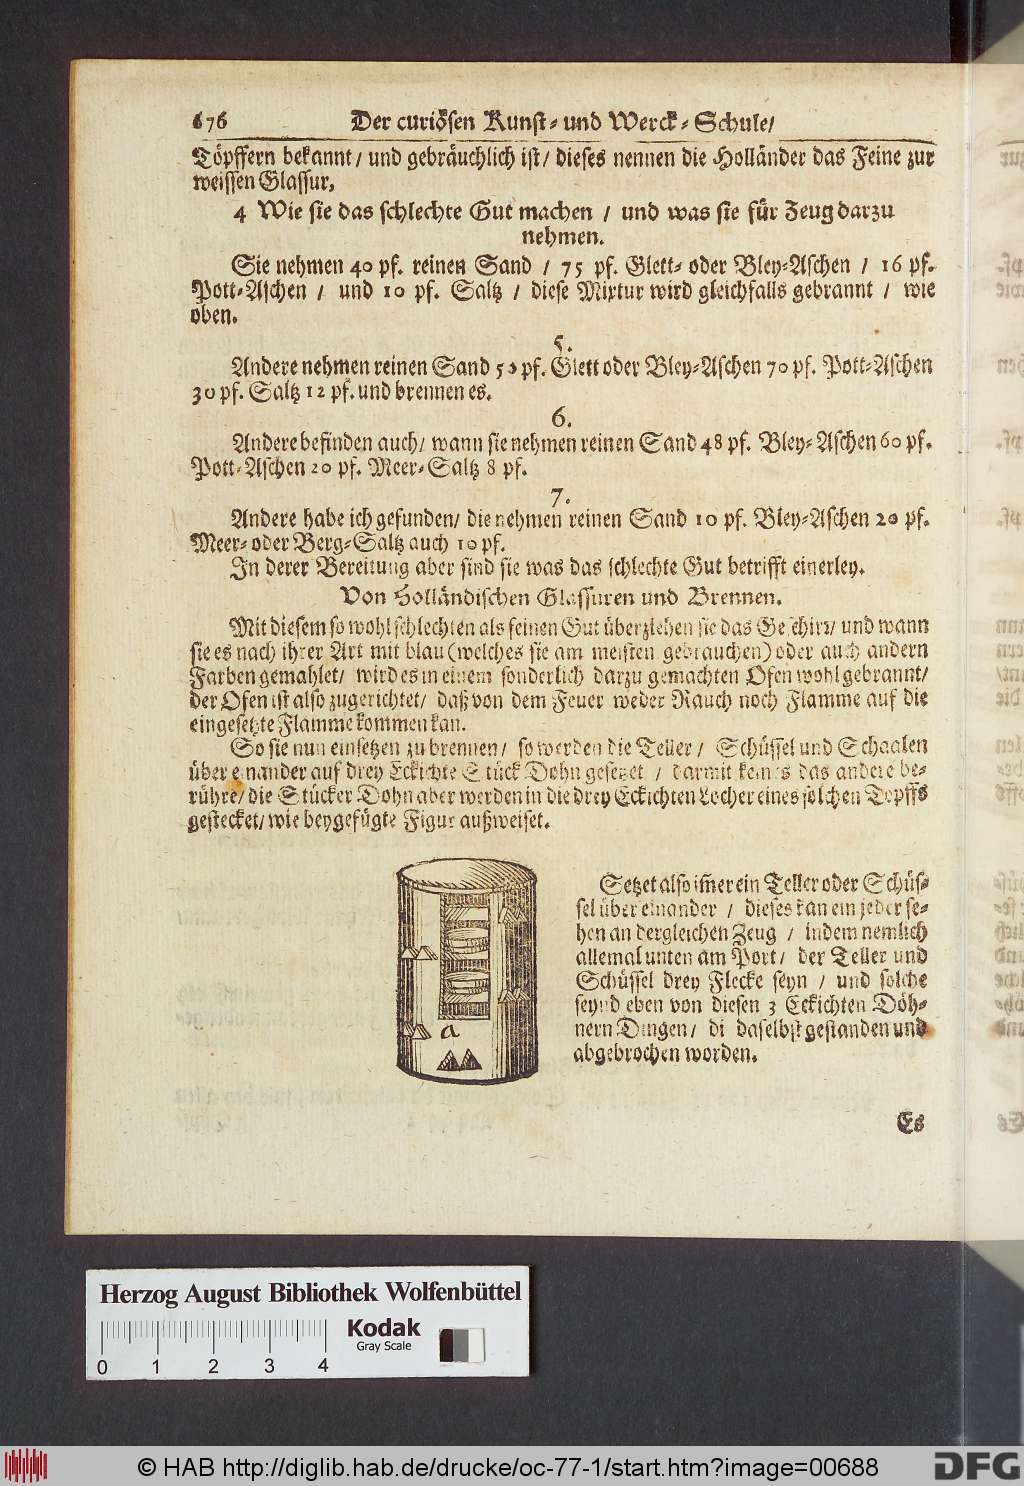 676 Der curiösen Kunst- und Werck-Schule/
Töpffern bekannt/ und gebräuchlich ist/ dieses nennen die Holländer das Feine zur
weissen Glassur,
4 Wie sie das schlechte Gut machen / und was sie für Zeug darzu
nehmen.
Sie nehmen 40 pf. reinen Sand / 75 pf. Glett- oder Bley-Aschen / 16 pf.
Pott-Aschen / und 10 pf. Saltz / diese Mixtur wird gleichfalls gebrannt / wie
oben.
5.
Andere nehmen reinen Sand 50 pf. Glett oder Bley-Aschen 70 pf. Pott-Aschen
30 pf. Saltz 12 pf. und brennen es.
6.
Andere befinden auch/ wann sie nehmen reinen Sand 48 pf. Bley-Aschen 60 pf.
Pott-Aschen 20 pf. Meer-Saltz 8 pf.
7.
Andere habe ich gefunden/ die nehmen reinen Sand 10 pf. Bley-Aschen 20 pf.
Meer- oder Berg-Saltz auch 10 pf.
In derer Bereitung aber sind sie was das schlechte Gut betrifft einerley.
Von Holländischen Glassuren und Brennen.
Mit diesem so wohl schlechten als feinen Gut überziehen sie das Geschirr/ und wann
sie es nach ihrer Art mit blau (welches sie am meisten gebrauchen) oder auch andern
Farben gemahlet/ wird es in einem sonderlich darzu gemachten Ofen wohl gebrannt/
der Ofen ist also zugerichtet/ daß von dem Feuer weder Rauch noch Flamme auf die
eingesetzte Flamme kommen kan.
So sie nun einsetzen zu brennen/ so werden die Teller / Schüssel und Schaalen
über einander auf drey Eckichte Stück Dohn gesetzet / darmit keines das andere be-
rühre/ die Stücker Dohn aber werden in die drey Eckichten Locher eines solchen Topffs
gestecket/ wie beygefügte Figur außweiset.
a
Setzet also im̃er ein Teller oder Schüs-
sel über einander / dieses kan ein jeder se-
hen an dergleichen Zeug / indem nemlich
allemal unten am Port/ der Teller und
Schüssel drey Flecke seyn / und solche
seynd eben von diesen 3 Eckichten Döh-
nern Dingen/ di daselbst gestanden und
abgebrochen worden.
Es
Herzog August Bibliothek Wolfenbüttel
Kodak
Gray Scale
0 1 2 3 4
© HAB http://diglib.hab.de/drucke/oc-77-1/start.htm?image=00688
DFG